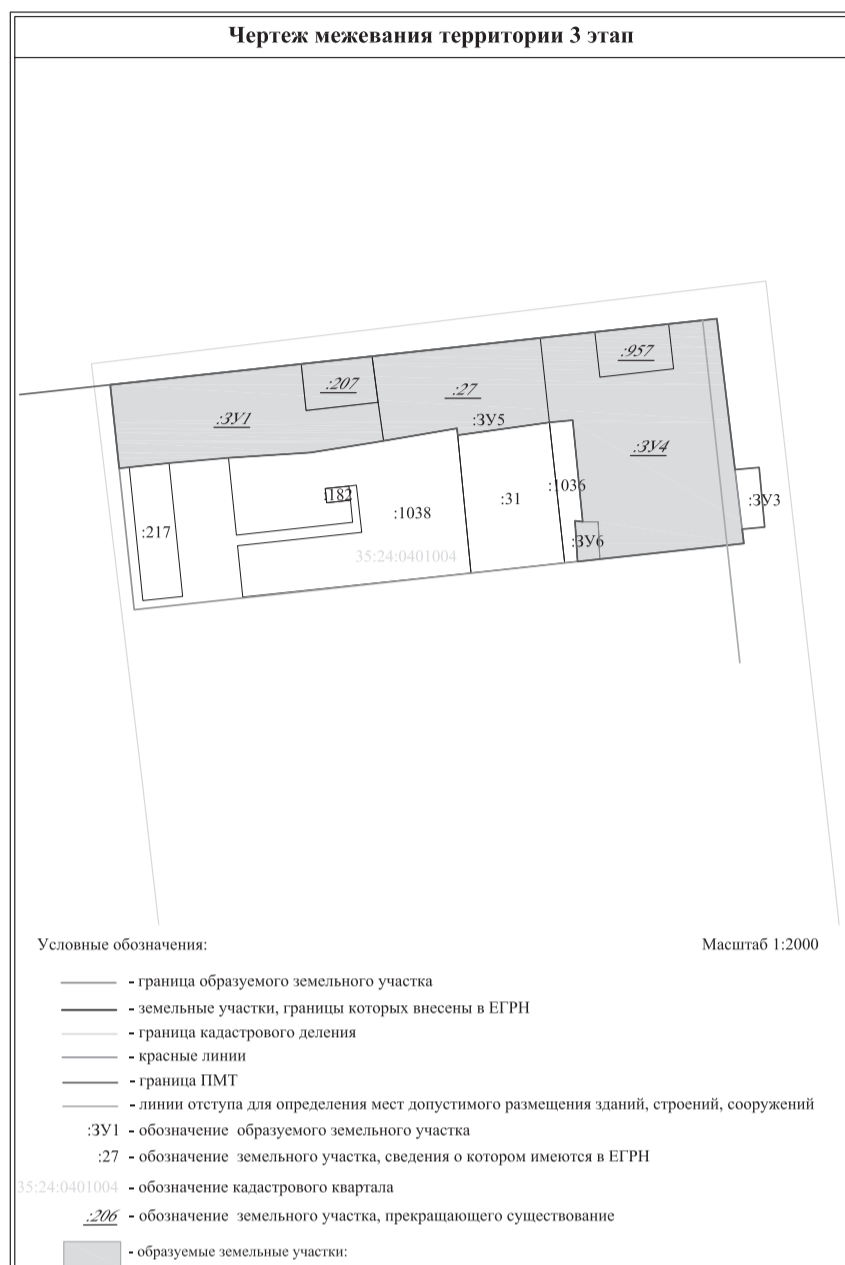 Чертеж межевания территории 3 этап
:957
:207
:27
:ЗУ1
:ЗУ5
:ЗУ4
:1036
:182
:31
:ЗУ3
:1038
:217
:ЗУ6
35:24:0401004
Условные обозначения:
Масштаб 1:2000
- граница образуемого земельного участка
- земельные участки, границы которых внесены в ЕГРН
- граница кадастрового деления
- красные линии
- граница ПМТ
- линии отступа для определения мест допустимого размещения зданий, строений, сооружений
:ЗУ1 - обозначение образуемого земельного участка
:27 - обозначение земельного участка, сведения о котором имеются в ЕГРН
35:24:0401004 - обозначение кадастрового квартала
:206 - обозначение земельного участка, прекращающего существование
- образуемые земельные участки: